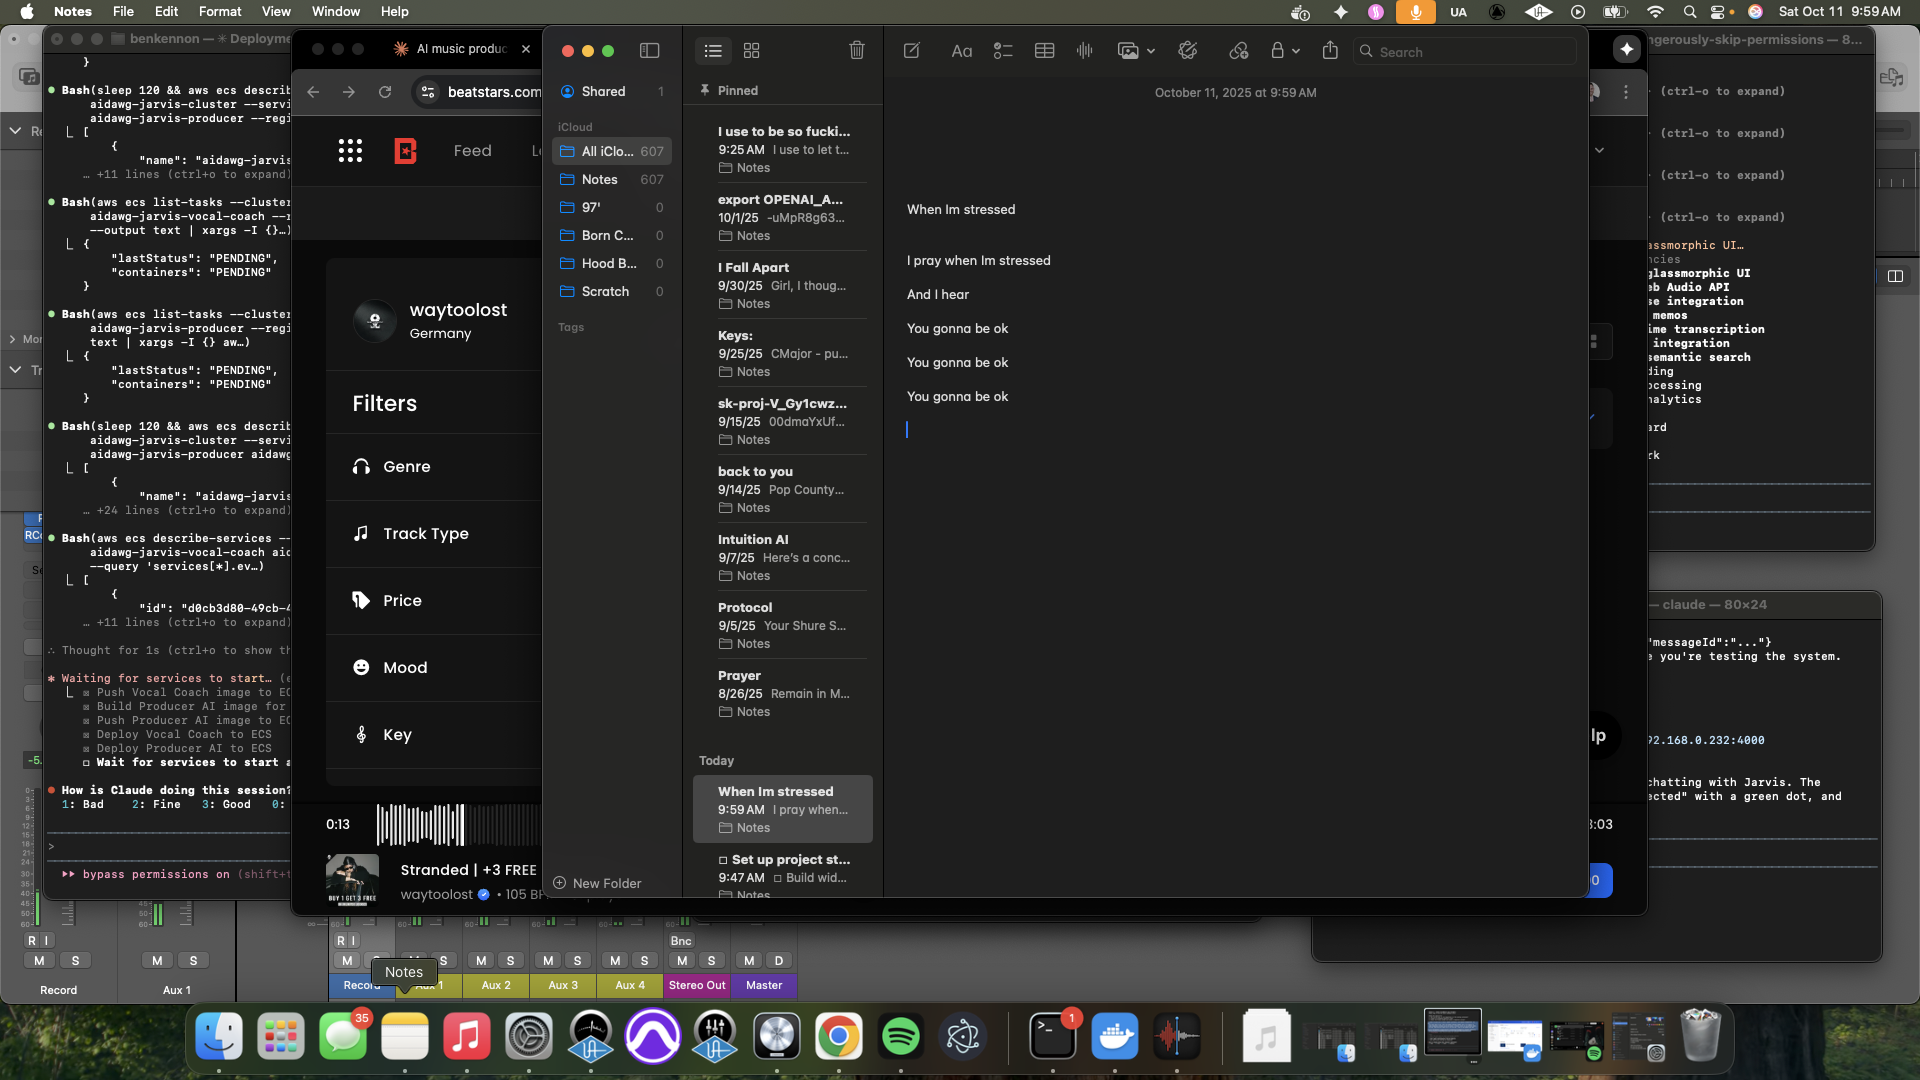 Notes File Edit Format View Window Help
UA
Sat Oct 11 9:59 AM
benkennon — ✳ Deployme
}
Bash(sleep 120 && aws ecs describ
aidawg-jarvis-cluster --servi
aidawg-jarvis-producer --regi
[
{
"name": "aidawg-jarvis
… +11 lines (ctrl+o to expand)
Bash(aws ecs list-tasks --cluster
aidawg-jarvis-vocal-coach --r
--output text | xargs -I {}…)
{
"lastStatus": "PENDING",
"containers": "PENDING"
}
Bash(aws ecs list-tasks --cluster
aidawg-jarvis-producer --regi
text | xargs -I {} aw…)
{
"lastStatus": "PENDING",
"containers": "PENDING"
}
Bash(sleep 120 && aws ecs describ
aidawg-jarvis-cluster --servi
aidawg-jarvis-producer aidawg
[
{
"name": "aidawg-jarvis
… +24 lines (ctrl+o to expand)
Bash(aws ecs describe-services --
aidawg-jarvis-vocal-coach aid
--query 'services[*].ev…)
[
{
"id": "d0cb3d80-49cb-4
… +11 lines (ctrl+o to expand)
∴ Thought for 1s (ctrl+o to show th
✱ Waiting for services to start… (e
☒ Push Vocal Coach image to EC
☒ Build Producer AI image for
☒ Push Producer AI image to EC
☒ Deploy Vocal Coach to ECS
☒ Deploy Producer AI to ECS
☐ Wait for services to start a
How is Claude doing this session?
1: Bad 2: Fine 3: Good 0:
>
bypass permissions on (shift+t
AI music produc
beatstars.com
Feed
waytoolost
Germany
Filters
Genre
Track Type
Price
Mood
Key
0:13
Stranded | +3 FREE
waytoolost • 105 B
BUY 1 GET 3 FREE
Shared 1
iCloud
All iClo... 607
Notes 607
97' 0
Born C... 0
Hood B... 0
Scratch 0
Tags
New Folder
Pinned
I use to be so fucki...
9:25 AM I use to let t...
Notes
export OPENAI_A...
10/1/25 -uMpR8g63...
Notes
I Fall Apart
9/30/25 Girl, I thoug...
Notes
Keys:
9/25/25 CMajor - pu...
Notes
sk-proj-V_Gy1cwz...
9/15/25 00dmaYxUf...
Notes
back to you
9/14/25 Pop County...
Notes
Intuition AI
9/7/25 Here's a conc...
Notes
Protocol
9/5/25 Your Shure S...
Notes
Prayer
8/26/25 Remain in M...
Notes
Today
When Im stressed
9:59 AM I pray when...
Notes
☐ Set up project st...
9:47 AM ☐ Build wid...
Notes
Search
October 11, 2025 at 9:59 AM
When Im stressed
I pray when Im stressed
And I hear
You gonna be ok
You gonna be ok
You gonna be ok
ngerously-skip-permissions — 8...
(ctrl-o to expand)
(ctrl-o to expand)
(ctrl-o to expand)
(ctrl-o to expand)
assmorphic UI…
ncies
glassmorphic UI
eb Audio API
se integration
memos
ime transcription
integration
semantic search
ding
ocessing
nalytics
ard
rk
— claude — 80×24
"messageId":"..."}
e you're testing the system.
lp
92.168.0.232:4000
chatting with Jarvis. The
ected" with a green dot, and
3:03
R I
M S
Record
M S
Aux 1
R I
M
Record
Notes
S
Aux 1
M S
Aux 2
M S
Aux 3
M S
Aux 4
Bnc
M S
Stereo Out
M D
Master
35
1